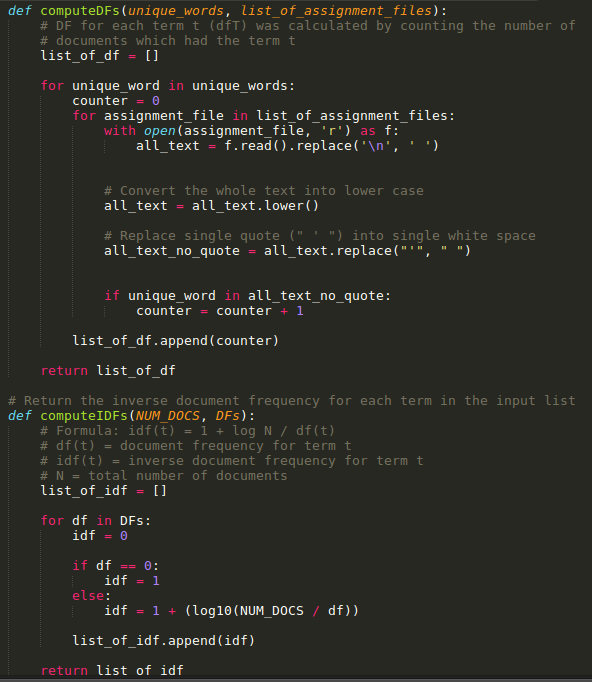 def computeDFs(unique_words, list_of_assignment_files):
    # DF for each term t (dfT) was calculated by counting the number of
    # documents which had the term t
    list_of_df = []
    for unique_word in unique_words:
        counter = 0
        for assignment_file in list_of_assignment_files:
            with open(assignment_file, 'r') as f:
                all_text = f.read().replace('\n', ' ')
            # Convert the whole text into lower case
            all_text = all_text.lower()
            # Replace single quote (" ' ") into single white space
            all_text_no_quote = all_text.replace("'", " ")
            if unique_word in all_text_no_quote:
                counter = counter + 1
        list_of_df.append(counter)
    return list_of_df
# Return the inverse document frequency for each term in the input list
def computeIDFs(NUM_DOCS, DFs):
    # Formula: idf(t) = 1 + log N / df(t)
    # df(t) = document frequency for term t
    # idf(t) = inverse document frequency for term t
    # N = total number of documents
    list_of_idf = []
    for df in DFs:
        idf = 0
        if df == 0:
            idf = 1
        else:
            idf = 1 + (log10(NUM_DOCS / df))
        list_of_idf.append(idf)
    return list_of_idf